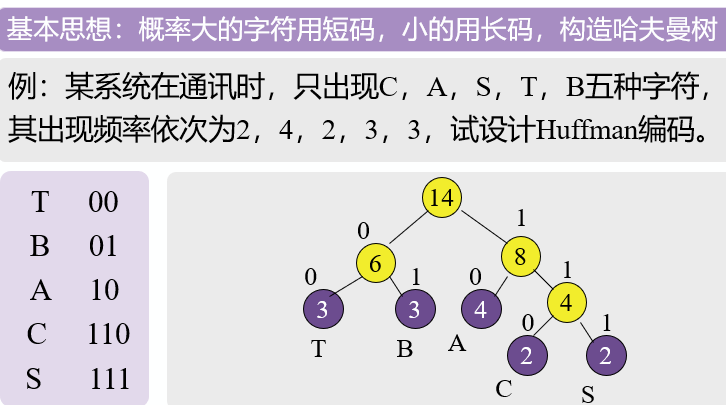 基本思想：概率大的字符用短码，小的用长码，构造哈夫曼树
例：某系统在通讯时，只出现C，A，S，T，B五种字符，
其出现频率依次为2，4，2，3，3，试设计Huffman编码。
T 00
B 01
A 10
C 110
S 111
14
0 1
6 8
0 1 0 1
3 3 4 4
T B A
0 1
2 2
C S